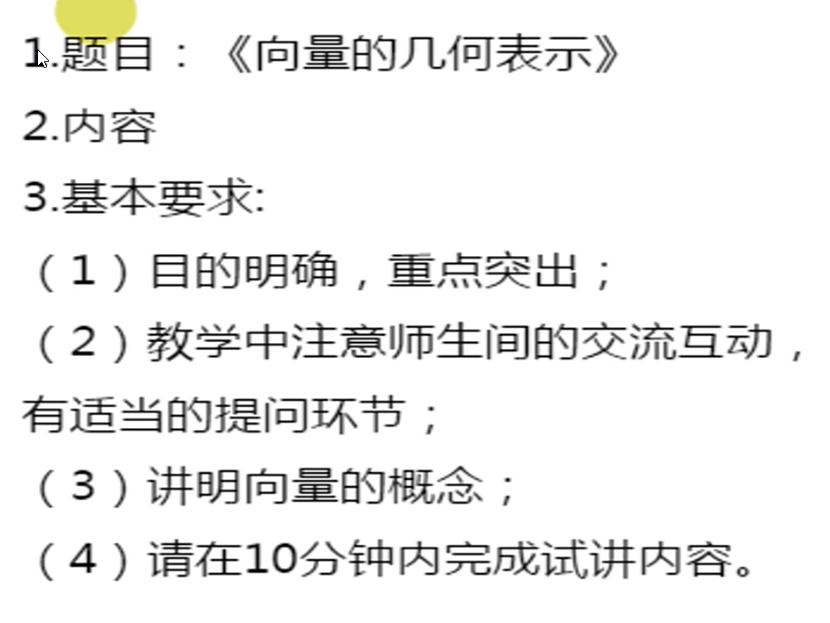 1.题目：《向量的几何表示》
2.内容
3.基本要求:
（1）目的明确，重点突出；
（2）教学中注意师生间的交流互动，
有适当的提问环节；
（3）讲明向量的概念；
（4）请在10分钟内完成试讲内容。